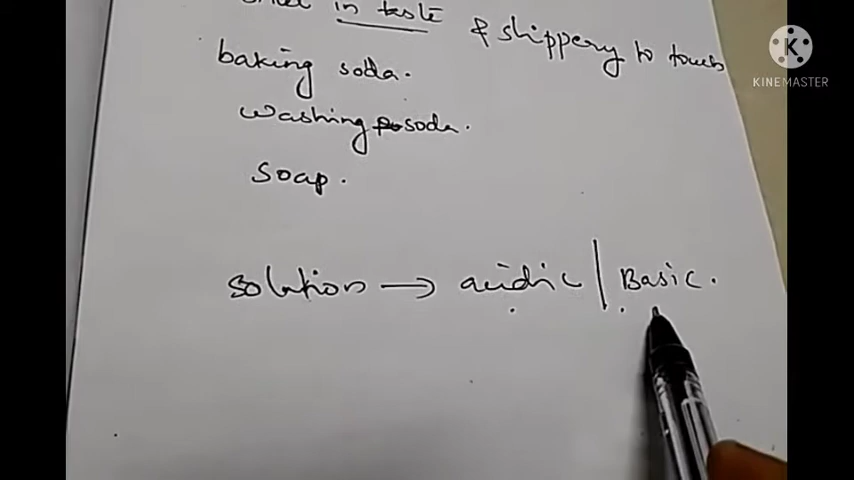 in taste & slippery to touch
baking soda.
washing soda.
soap.
solution → acidic | Basic.
K
KINEMASTER